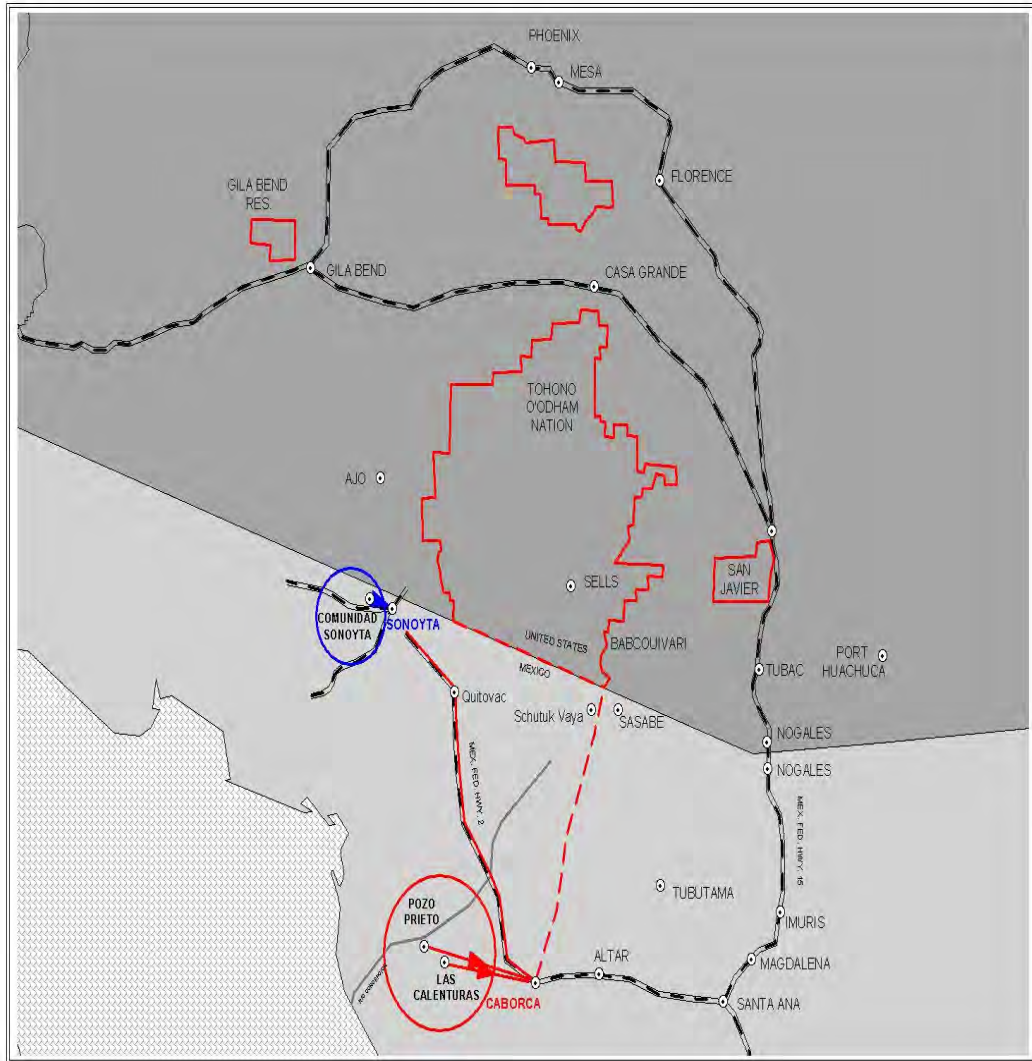 PHOENIX
MESA
FLORENCE
GILA BEND
RES.
GILA BEND
CASA GRANDE
TOHONO
O'ODHAM
NATION
AJO
SELLS
SAN
JAVIER
COMUNIDAD
SONOYTA
SONOYTA
UNITED STATES
MEXICO
BABCOUIVARI
TUBAC
PORT
HUACHUCA
Quitovac
Schutuk Vaya
SASABE
NOGALES
NOGALES
MEX. FED. HWY. 2
MEX. FED. HWY. 15
TUBUTAMA
IMURIS
POZO
PRIETO
LAS
CALENTURAS
CABORCA
ALTAR
MAGDALENA
SANTA ANA